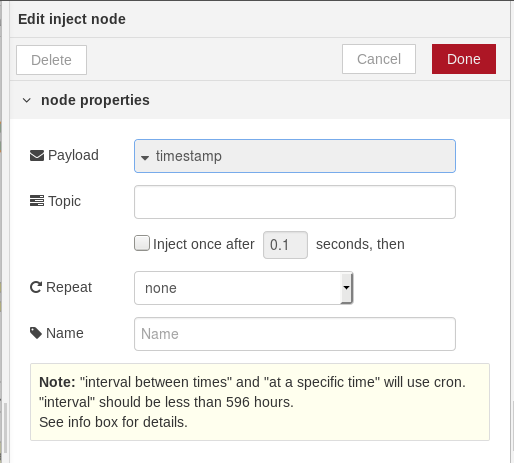 Edit inject node
Delete Cancel Done
node properties
Payload timestamp
Topic
Inject once after 0.1 seconds, then
Repeat none
Name Name
Note: "interval between times" and "at a specific time" will use cron.
"interval" should be less than 596 hours.
See info box for details.